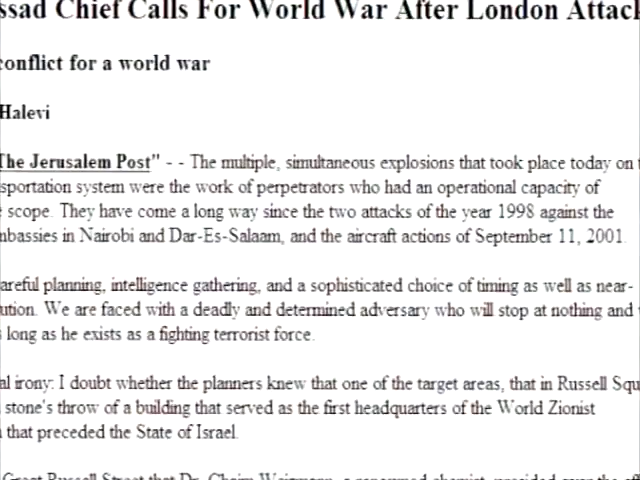 ssad Chief Calls For World War After London Attack
conflict for a world war
Halevi
The Jerusalem Post" - - The multiple, simultaneous explosions that took place today on
sportation system were the work of perpetrators who had an operational capacity of
scope. They have come a long way since the two attacks of the year 1998 against the
mbassies in Nairobi and Dar-Es-Salaam, and the aircraft actions of September 11, 2001.
areful planning, intelligence gathering, and a sophisticated choice of timing as well as near-
ution. We are faced with a deadly and determined adversary who will stop at nothing and
long as he exists as a fighting terrorist force.
al irony: I doubt whether the planners knew that one of the target areas, that in Russell Squ
stone's throw of a building that served as the first headquarters of the World Zionist
that preceded the State of Israel.
Great Russell Street that Dr. Chaim Weizmann, a renowned chemist, presided over the